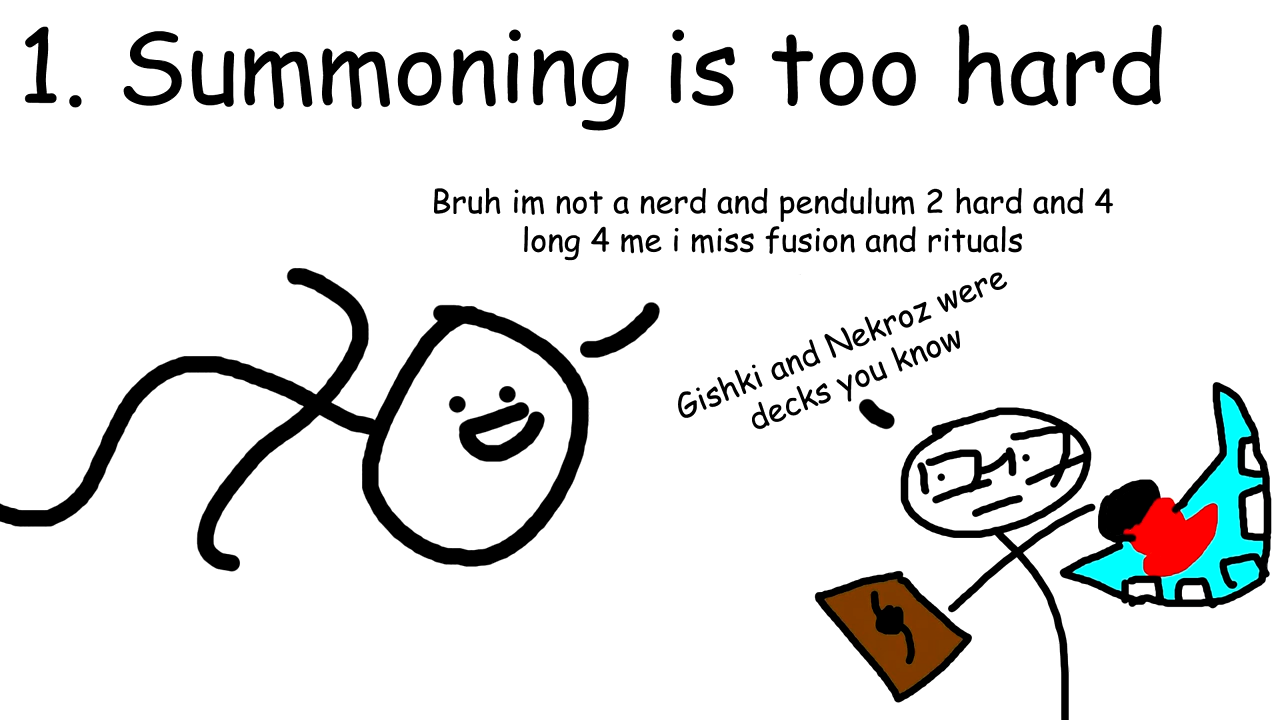 1. Summoning is too hard
Bruh im not a nerd and pendulum 2 hard and 4
long 4 me i miss fusion and rituals
Gishki and Nekroz were
decks you know